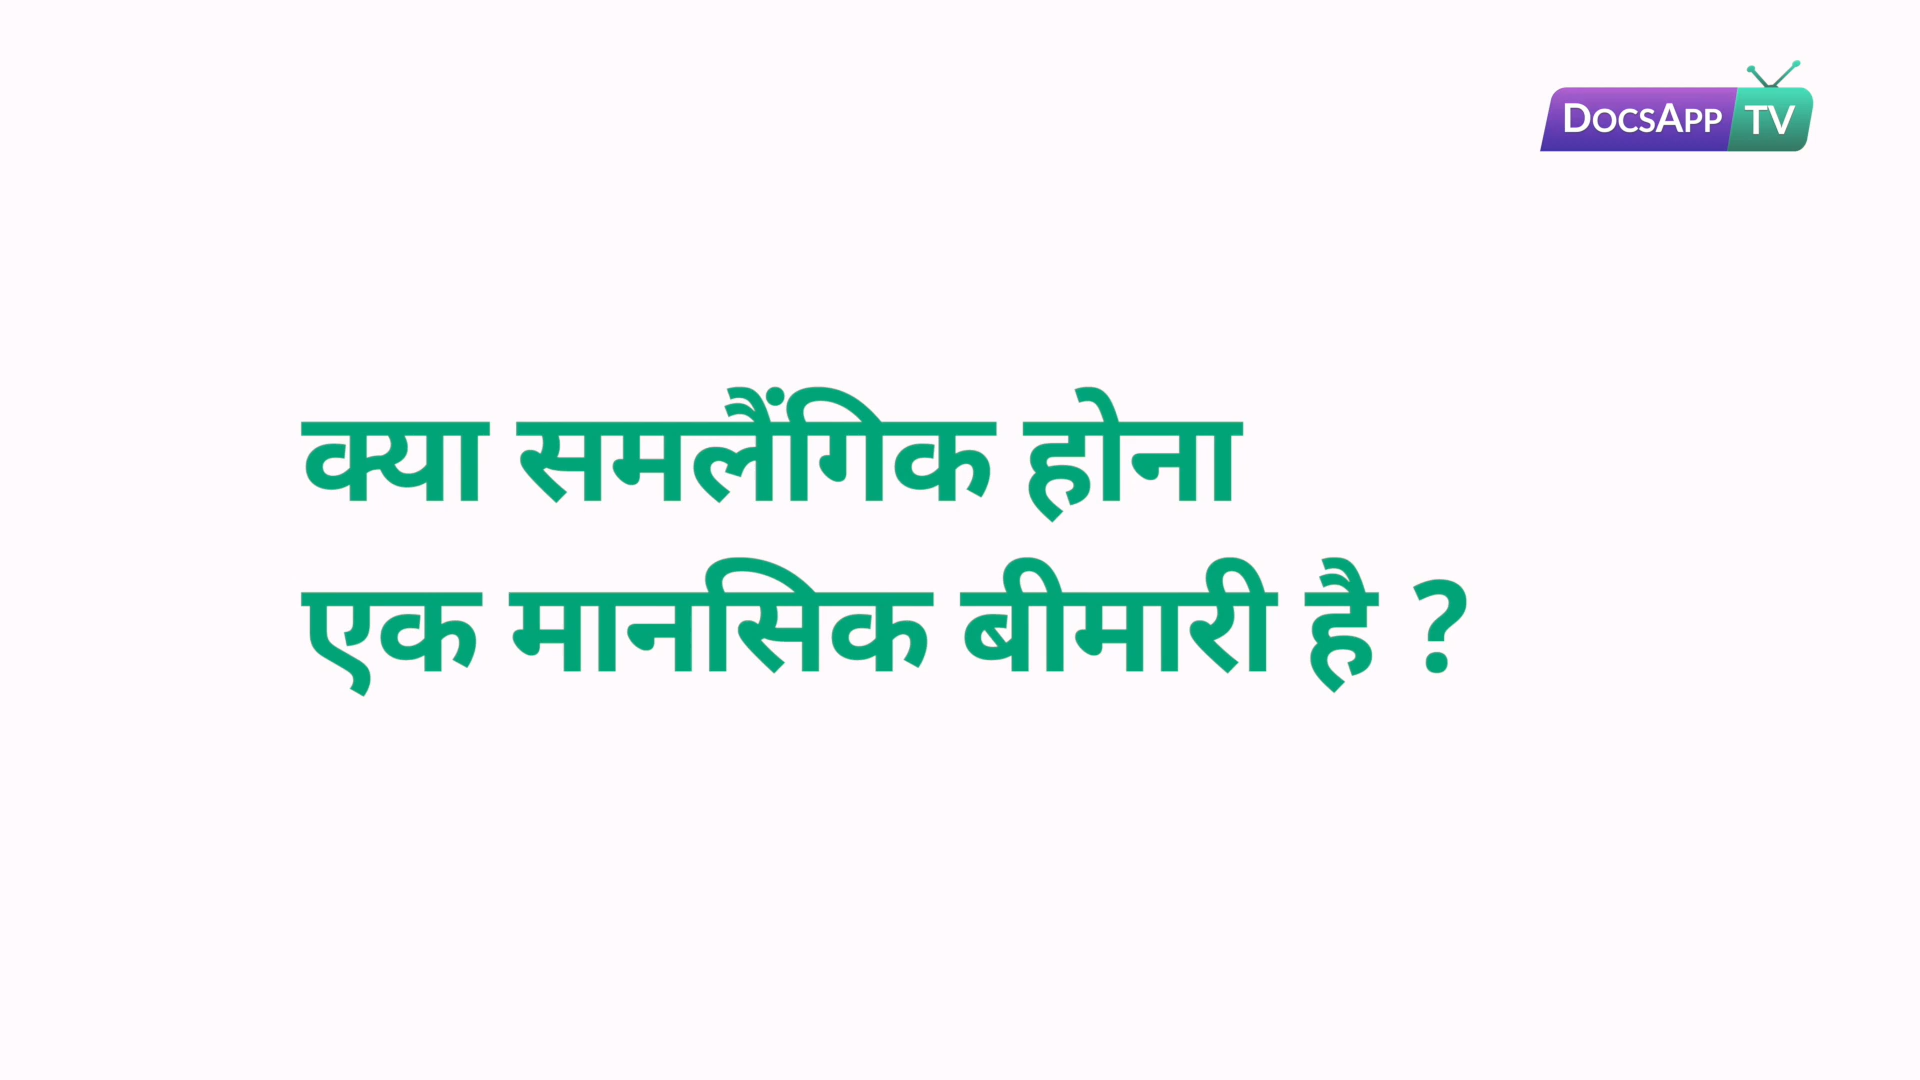 DOCSAPP TV
क्या समलैंगिक होना
एक मानसिक बीमारी है ?